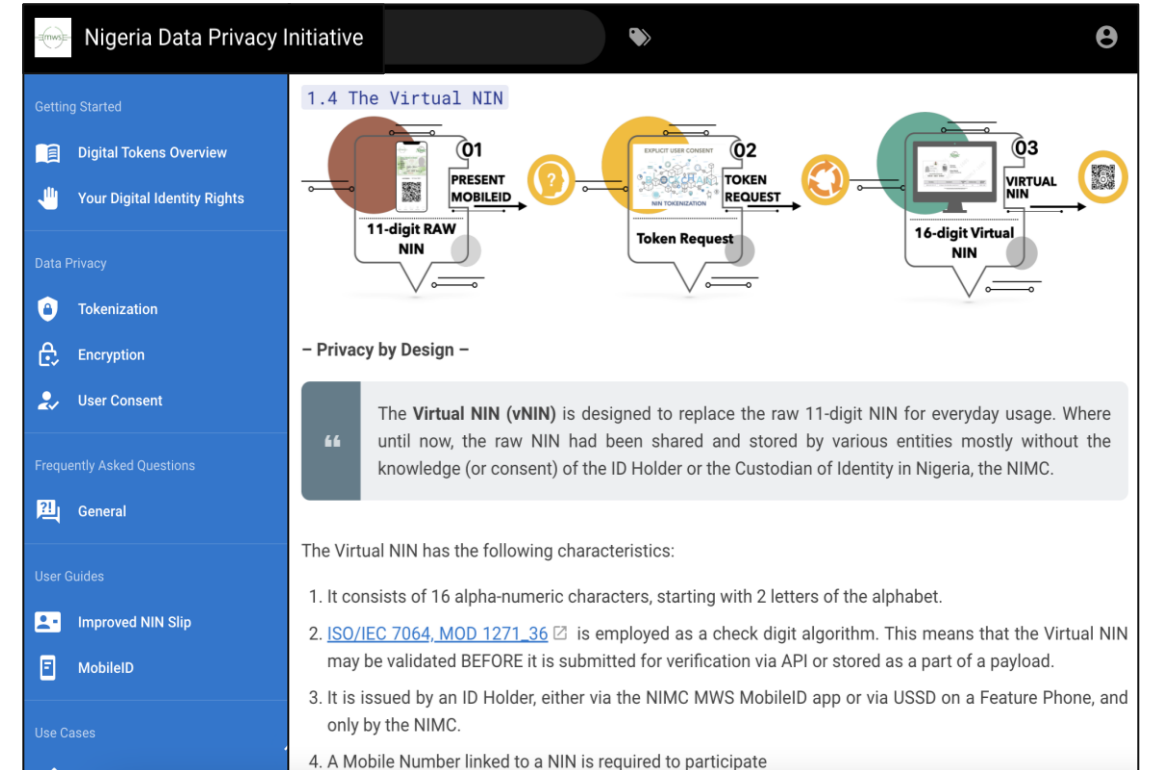 mws
Nigeria Data Privacy Initiative
Getting Started
Digital Tokens Overview
Your Digital Identity Rights
Data Privacy
Tokenization
Encryption
User Consent
Frequently Asked Questions
General
User Guides
Improved NIN Slip
MobileID
Use Cases
1.4 The Virtual NIN
01
PRESENT
MOBILEID
11-digit RAW
NIN
EXPLICIT USER CONSENT
NIN TOKENIZATION
02
TOKEN
REQUEST
Token Request
03
VIRTUAL
NIN
16-digit Virtual
NIN
– Privacy by Design –
The Virtual NIN (vNIN) is designed to replace the raw 11-digit NIN for everyday usage. Where
until now, the raw NIN had been shared and stored by various entities mostly without the
knowledge (or consent) of the ID Holder or the Custodian of Identity in Nigeria, the NIMC.
The Virtual NIN has the following characteristics:
1. It consists of 16 alpha-numeric characters, starting with 2 letters of the alphabet.
2. ISO/IEC 7064, MOD 1271_36 is employed as a check digit algorithm. This means that the Virtual NIN
may be validated BEFORE it is submitted for verification via API or stored as a part of a payload.
3. It is issued by an ID Holder, either via the NIMC MWS MobileID app or via USSD on a Feature Phone, and
only by the NIMC.
4. A Mobile Number linked to a NIN is required to participate